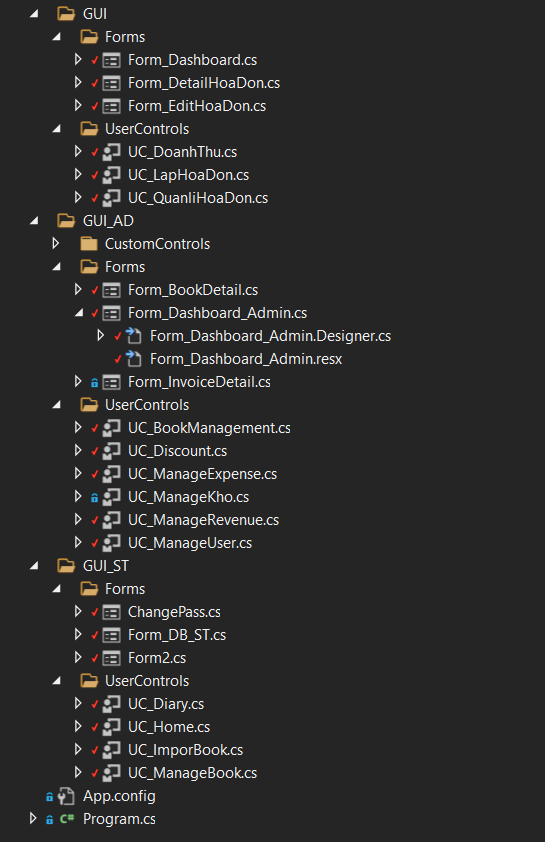 GUI
Forms
Form_Dashboard.cs
Form_DetailHoaDon.cs
Form_EditHoaDon.cs
UserControls
UC_DoanhThu.cs
UC_LapHoaDon.cs
UC_QuanliHoaDon.cs
GUI_AD
CustomControls
Forms
Form_BookDetail.cs
Form_Dashboard_Admin.cs
Form_Dashboard_Admin.Designer.cs
Form_Dashboard_Admin.resx
Form_InvoiceDetail.cs
UserControls
UC_BookManagement.cs
UC_Discount.cs
UC_ManageExpense.cs
UC_ManageKho.cs
UC_ManageRevenue.cs
UC_ManageUser.cs
GUI_ST
Forms
ChangePass.cs
Form_DB_ST.cs
Form2.cs
UserControls
UC_Diary.cs
UC_Home.cs
UC_ImporBook.cs
UC_ManageBook.cs
App.config
C# Program.cs